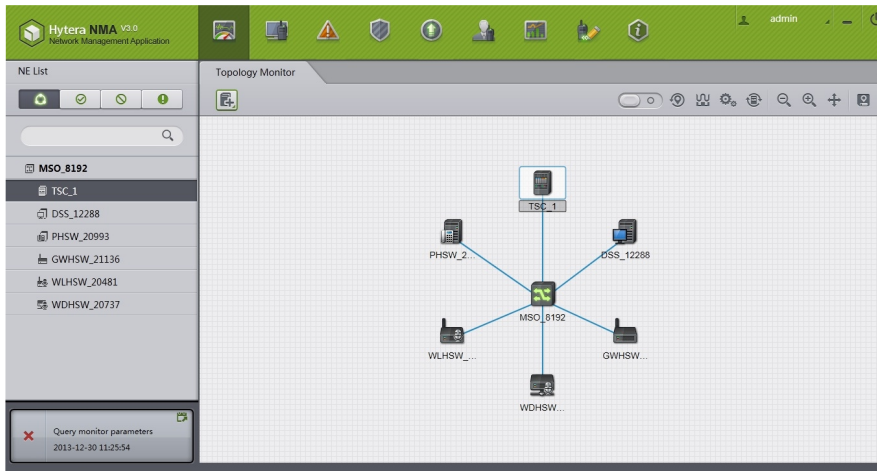 Hytera NMA V3.0
Network Management Application
admin
NE List
Topology Monitor
MSO_8192
TSC_1
DSS_12288
PHSW_20993
GWHSW_21136
WLHSW_20481
WDHSW_20737
TSC_1
PHSW_2...
DSS_12288
MSO_8192
WLHSW_...
GWHSW...
WDHSW...
Query monitor parameters
2013-12-30 11:25:54